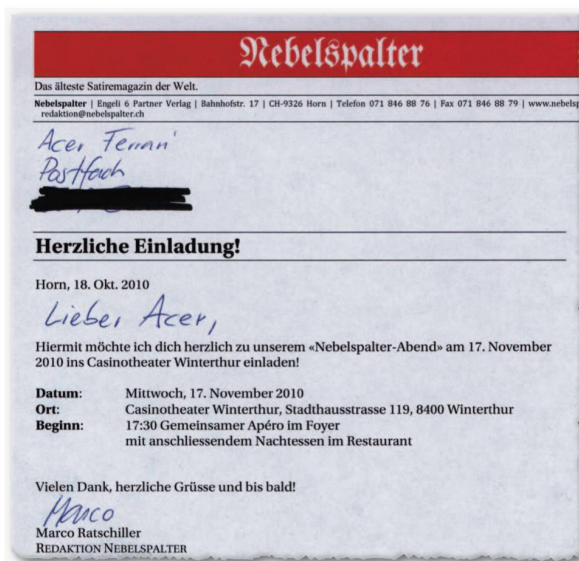 Nebelspalter
Das älteste Satiremagazin der Welt.
Nebelspalter | Engeli & Partner Verlag | Bahnhofstr. 17 | CH-9326 Horn | Telefon 071 846 88 76 | Fax 071 846 88 79 | www.nebelsp
redaktion@nebelspalter.ch
Acer Ferrari
Postfach
Herzliche Einladung!
Horn, 18. Okt. 2010
Lieber Acer,
Hiermit möchte ich dich herzlich zu unserem «Nebelspalter-Abend» am 17. November
2010 ins Casinotheater Winterthur einladen!
Datum: Mittwoch, 17. November 2010
Ort: Casinotheater Winterthur, Stadthausstrasse 119, 8400 Winterthur
Beginn: 17:30 Gemeinsamer Apéro im Foyer
mit anschliessendem Nachtessen im Restaurant
Vielen Dank, herzliche Grüsse und bis bald!
Marco
Marco Ratschiller
REDAKTION NEBELSPALTER